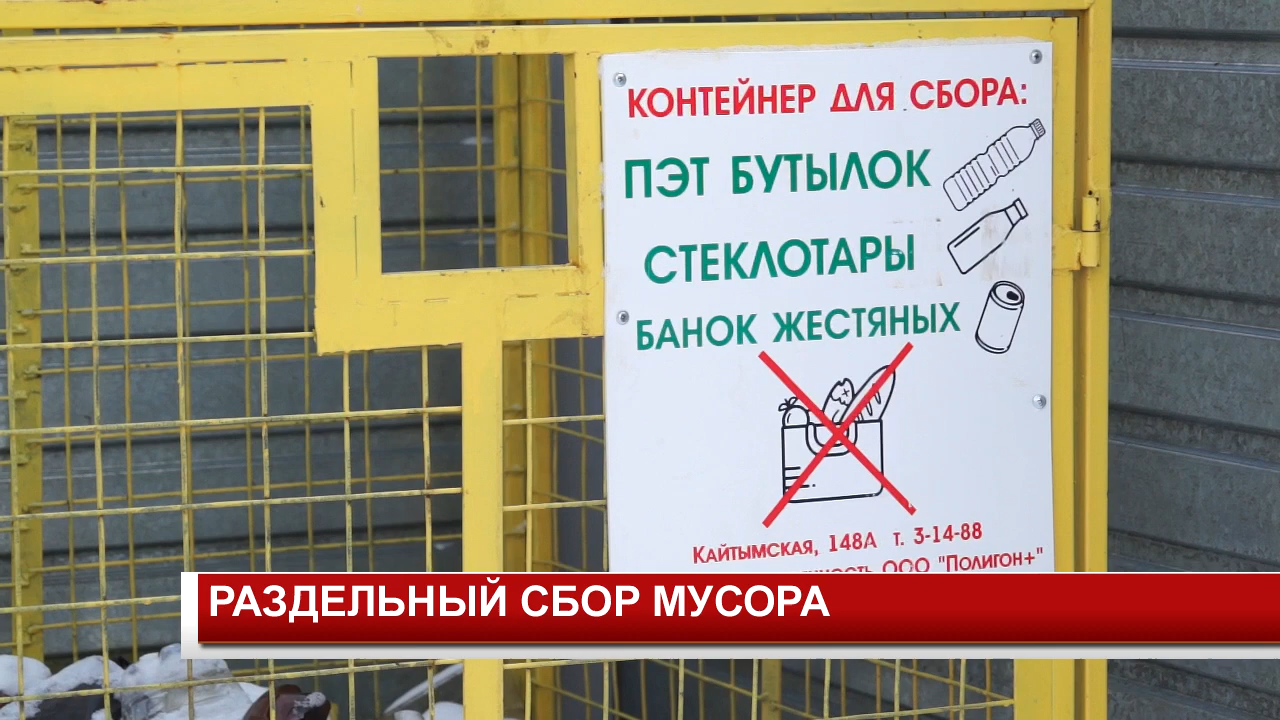 КОНТЕЙНЕР ДЛЯ СБОРА:
ПЭТ БУТЫЛОК
СТЕКЛОТАРЫ
БАНОК ЖЕСТЯНЫХ
КАЙТЫМСКАЯ, 148А т. 3-14-88
ООО "ПОЛИГОН+"
РАЗДЕЛЬНЫЙ СБОР МУСОРА